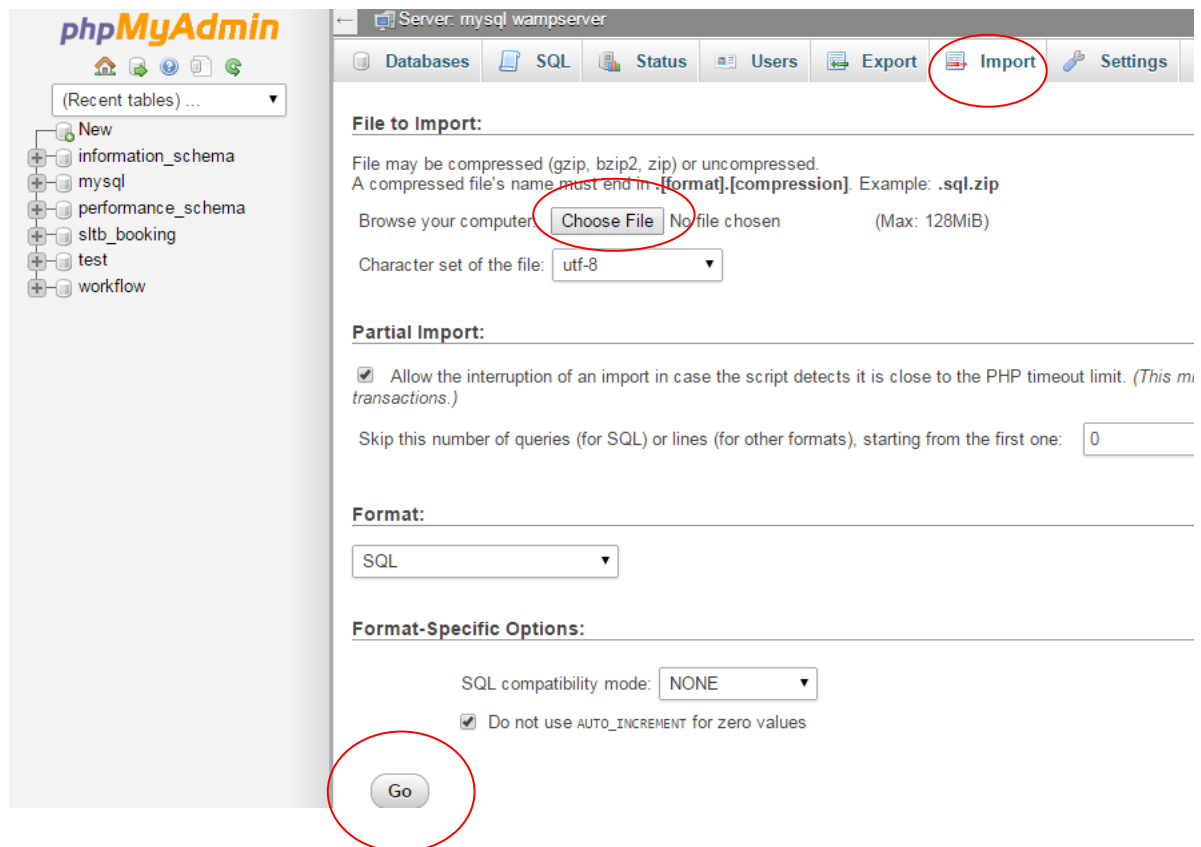 phpMyAdmin
(Recent tables) ...
New
information_schema
mysql
performance_schema
sltb_booking
test
workflow
Server: mysql wampserver
Databases SQL Status Users Export Import Settings
File to Import:
File may be compressed (gzip, bzip2, zip) or uncompressed.
A compressed file's name must end in .[format].[compression]. Example: .sql.zip
Browse your computer: Choose File No file chosen (Max: 128MiB)
Character set of the file: utf-8
Partial Import:
Allow the interruption of an import in case the script detects it is close to the PHP timeout limit. (This
transactions.)
Skip this number of queries (for SQL) or lines (for other formats), starting from the first one: 0
Format:
SQL
Format-Specific Options:
SQL compatibility mode: NONE
Do not use AUTO_INCREMENT for zero values
Go